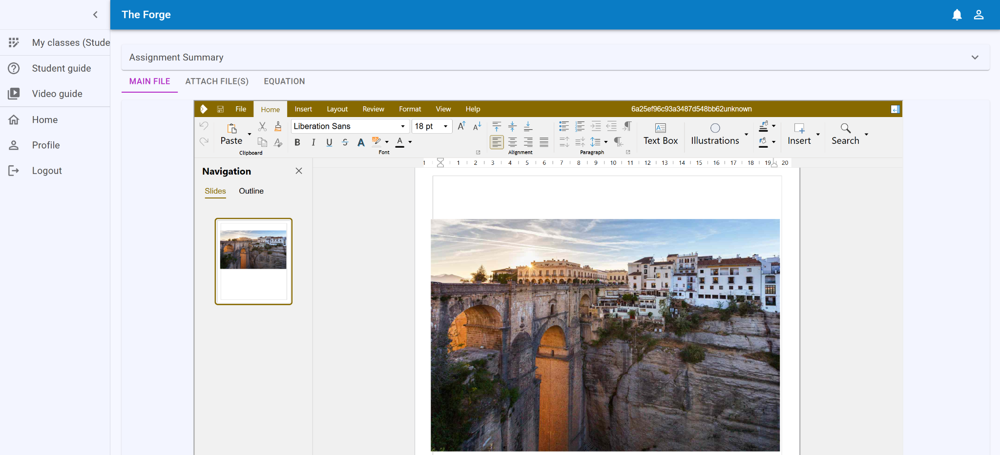 The Forge
My classes (Stude
Student guide
Video guide
Home
Profile
Logout
Assignment Summary
MAIN FILE ATTACH FILE(S) EQUATION
File Home Insert Layout Review Format View Help 6a25ef96c93a3487d548bb62unknown
Paste
Clipboard
Liberation Sans 18 pt
Font
Alignment
Paragraph
Text Box
Illustrations
Insert
Search
1 1 2 3 4 5 6 7 8 9 10 11 12 13 14 15 16 17 18 19 20
Navigation
Slides Outline